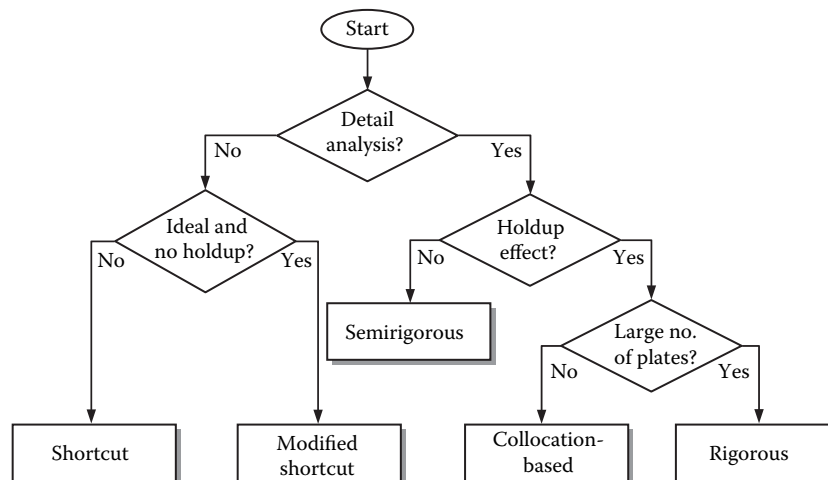 Start
Detail
analysis?
No
Yes
Ideal and
no holdup?
Holdup
effect?
No
Yes
No
Yes
Semirigorous
Large no.
of plates?
No
Yes
Shortcut
Modified
shortcut
Collocation-
based
Rigorous